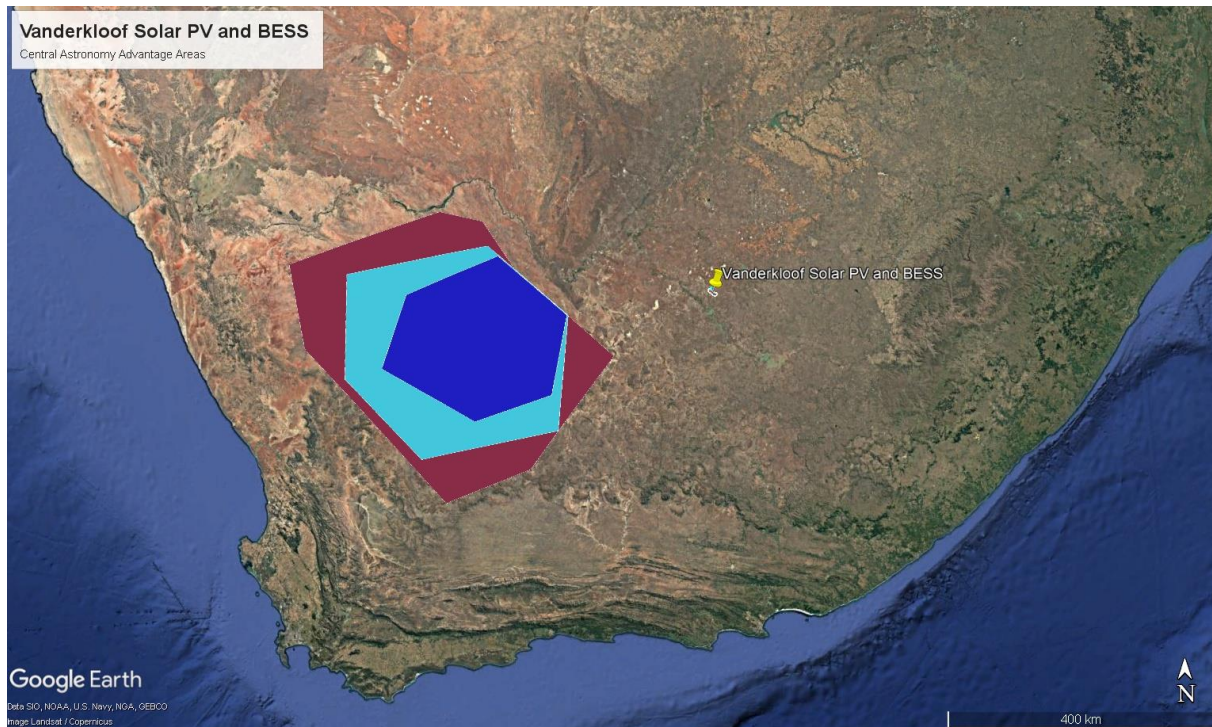 Vanderkloof Solar PV and BESS
Central Astronomy Advantage Areas
Vanderkloof Solar PV and BESS
Google Earth
Data SIO, NOAA, U.S. Navy, NGA, GEBCO
Image Landsat / Copernicus
N
400 km